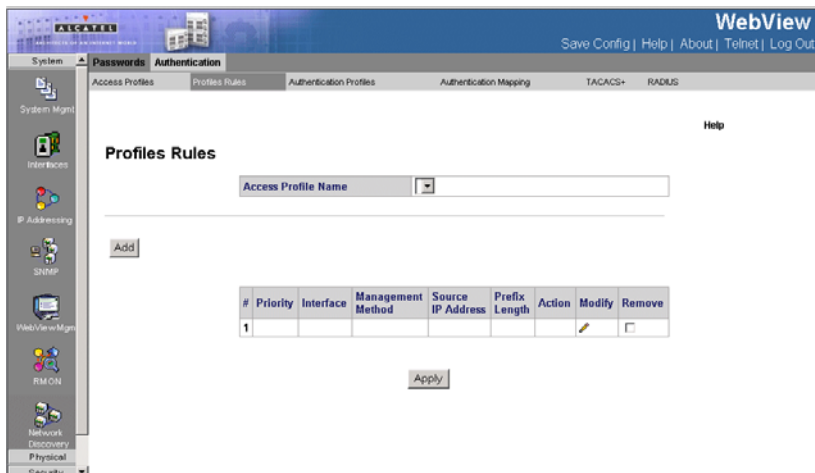 ALCATEL
WebView
Save Config | Help | About | Telnet | Log Out
System
Passwords Authentication
Access Profiles Profiles Rules Authentication Profiles Authentication Mapping TACACS+ RADIUS
System Mgmt
Help
Profiles Rules
Interfaces
Access Profile Name
IP Addressing
Add
SNMP
# Priority Interface Management Method Source IP Address Prefix Length Action Modify Remove
1
WebViewMgm
Apply
RMON
Network Discovery
Physical
Security